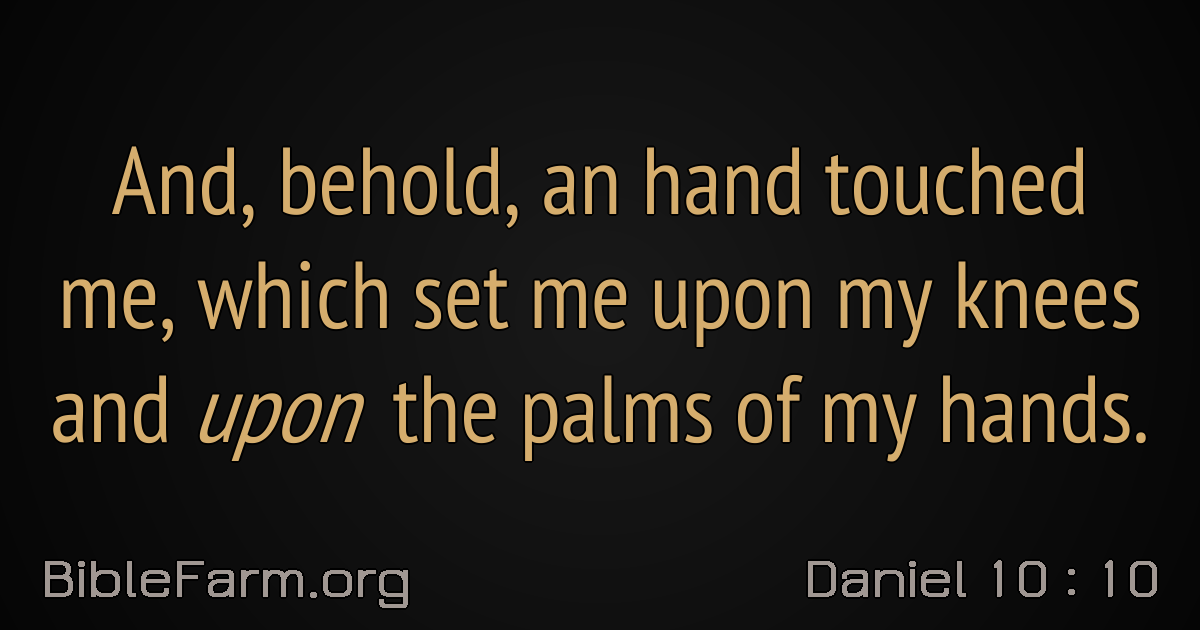 And, behold, an hand touched
me, which set me upon my knees
and upon the palms of my hands.
BibleFarm.org
Daniel 10 : 10